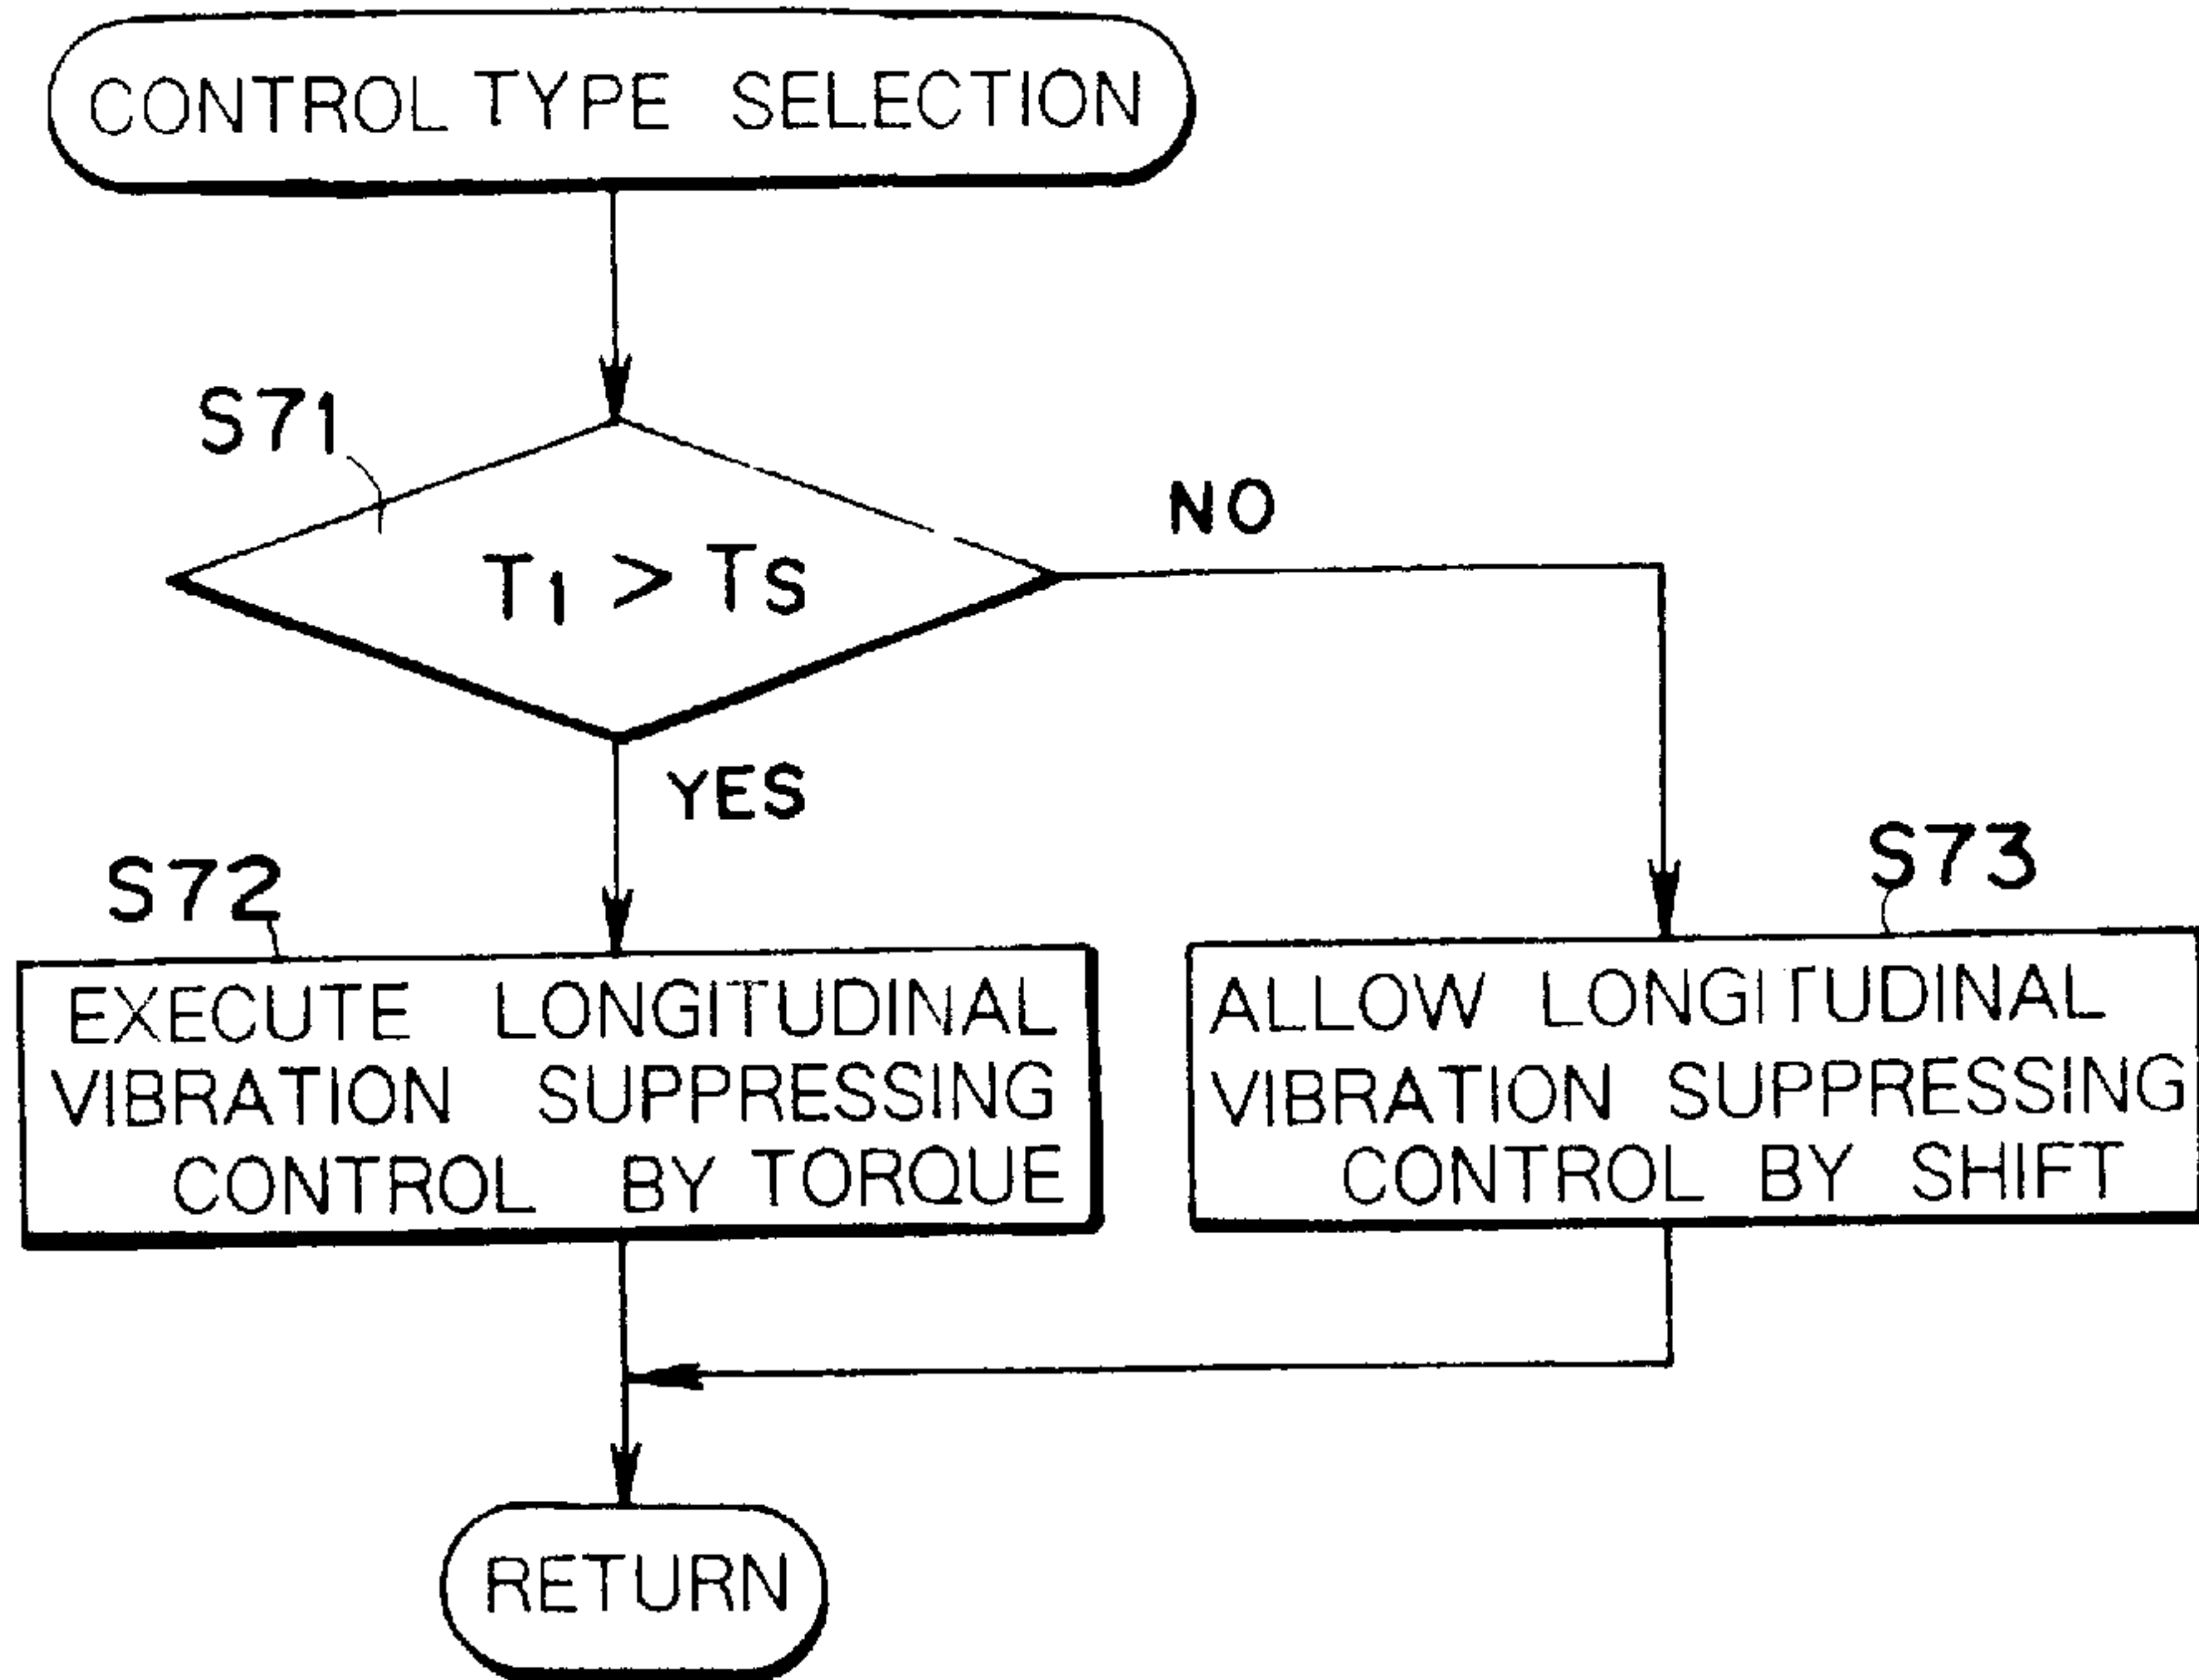 CONTROL TYPE SELECTION
S71
T1 > TS
NO
YES
S72
EXECUTE LONGITUDINAL
VIBRATION SUPPRESSING
CONTROL BY TORQUE
S73
ALLOW LONGITUDINAL
VIBRATION SUPPRESSING
CONTROL BY SHIFT
RETURN